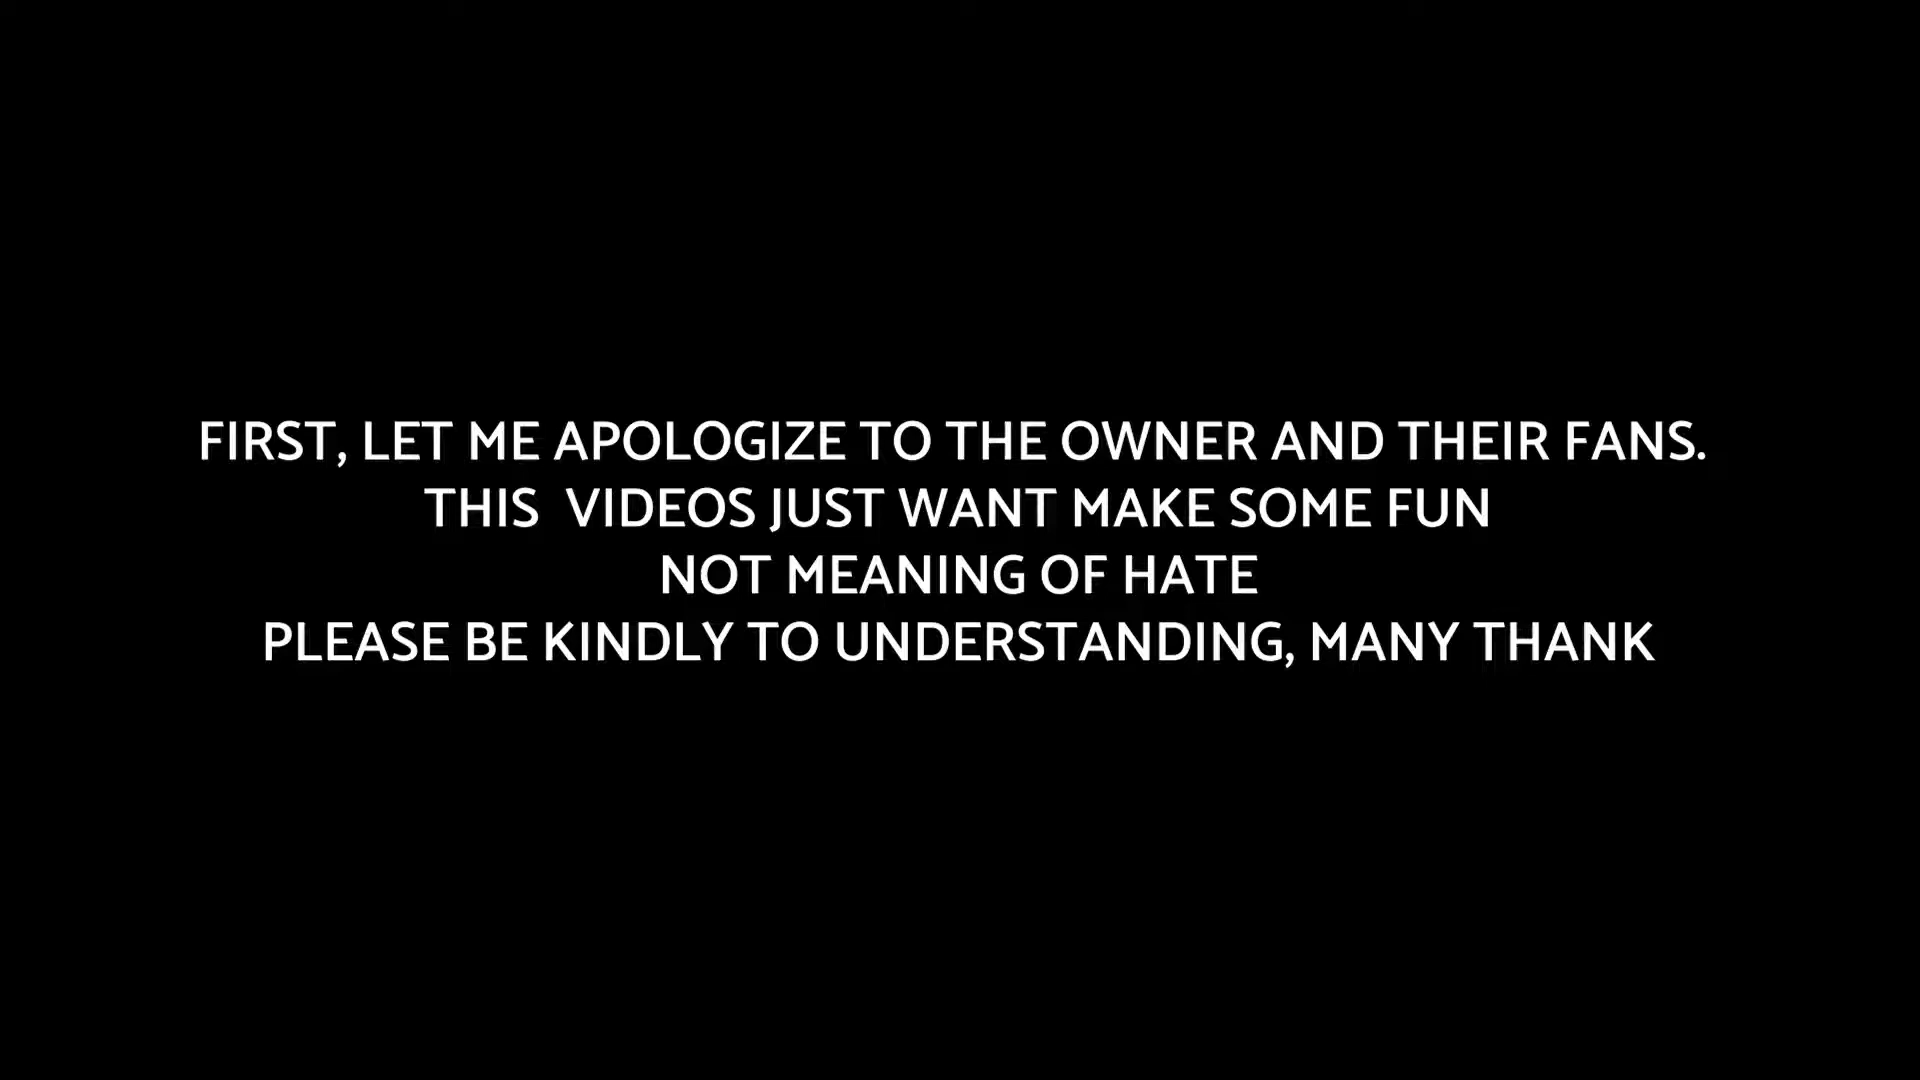 FIRST, LET ME APOLOGIZE TO THE OWNER AND THEIR FANS.
THIS  VIDEOS JUST WANT MAKE SOME FUN
NOT MEANING OF HATE
PLEASE BE KINDLY TO UNDERSTANDING, MANY THANK